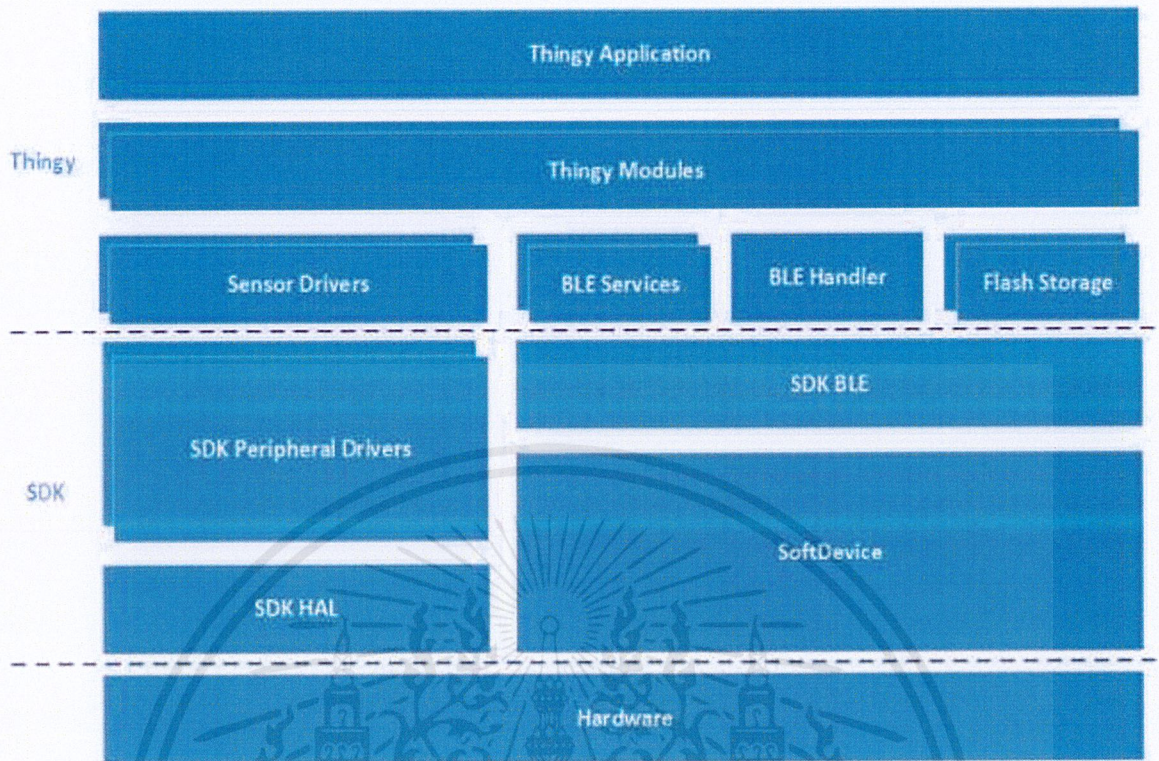 Thingy Application
Thingy
Thingy Modules
Sensor Drivers
BLE Services
BLE Handler
Flash Storage
SDK BLE
SDK Peripheral Drivers
SDK
SoftDevice
SDK HAL
Hardware